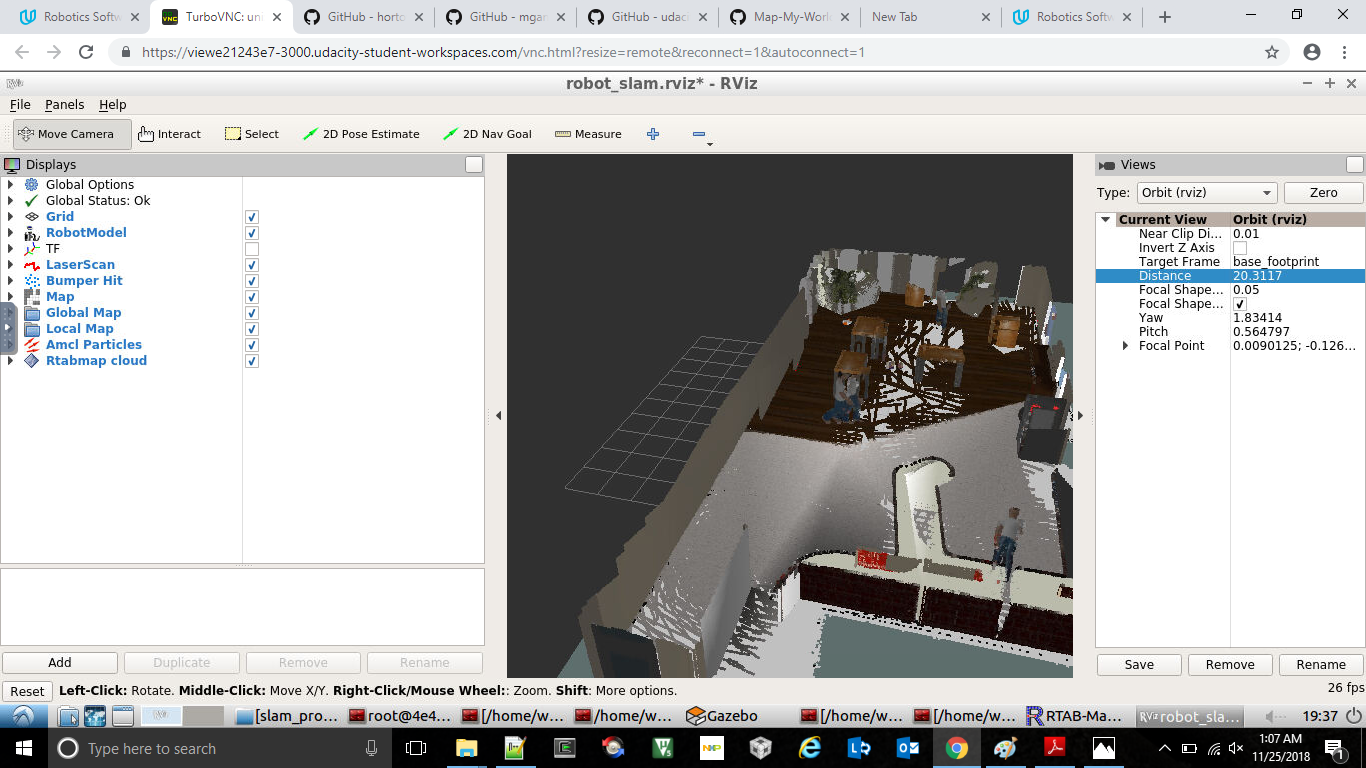 Robotics Softw
TurboVNC: un
GitHub - horto
GitHub - mgan
GitHub - udac
Map-My-Worl
New Tab
Robotics Softw
https://viewe21243e7-3000.udacity-student-workspaces.com/vnc.html?resize=remote&reconnect=1&autoconnect=1
robot_slam.rviz* - RViz
File Panels Help
Move Camera Interact Select 2D Pose Estimate 2D Nav Goal Measure
Displays
Global Options
Global Status: Ok
Grid
RobotModel
TF
LaserScan
Bumper Hit
Map
Global Map
Local Map
Amcl Particles
Rtabmap cloud
Add Duplicate Remove Rename
Views
Type: Orbit (rviz) Zero
Current View Orbit (rviz)
Near Clip Di... 0.01
Invert Z Axis
Target Frame base_footprint
Distance 20.3117
Focal Shape... 0.05
Focal Shape...
Yaw 1.83414
Pitch 0.564797
Focal Point 0.0090125; -0.126...
Save Remove Rename
Reset Left-Click: Rotate. Middle-Click: Move X/Y. Right-Click/Mouse Wheel:: Zoom. Shift: More options. 26 fps
[slam_pro... root@4e4... [/home/w... /home/w... Gazebo [/home/w... [/home/w... RTAB-Ma... robot_sla... 19:37
Type here to search
1:07 AM
11/25/2018